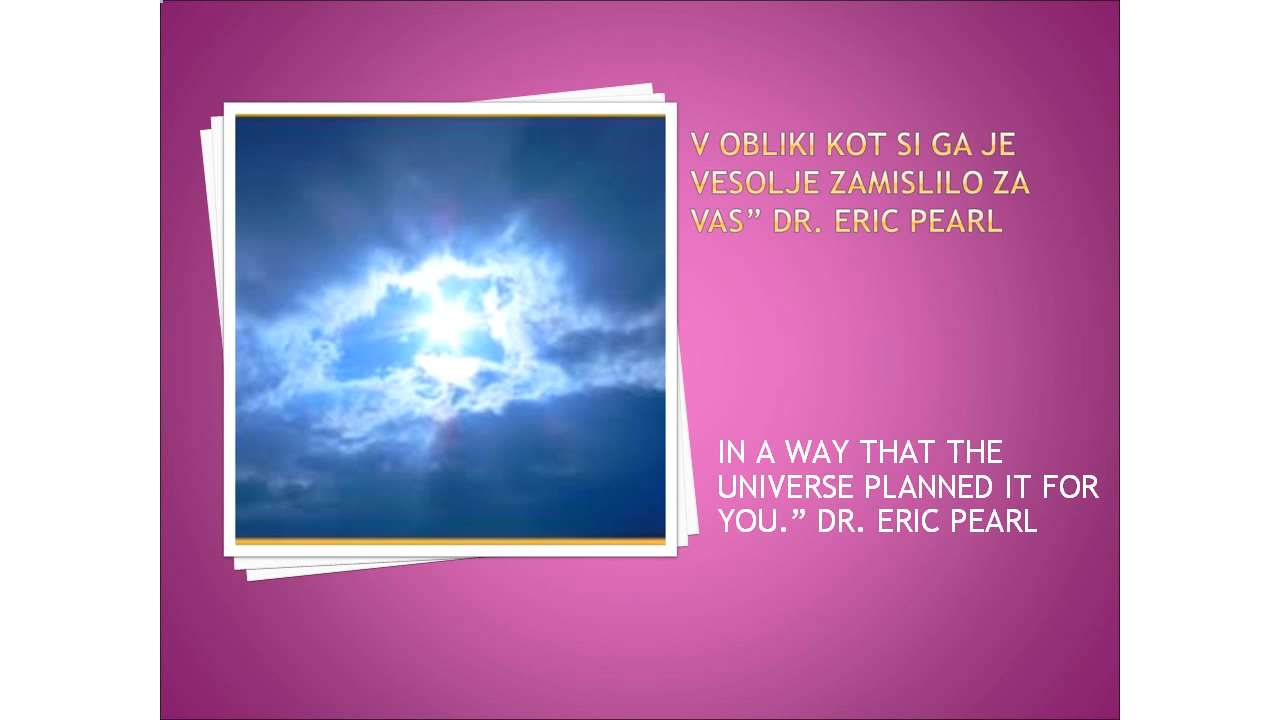 V OBLIKI KOT SI GA JE
VESOLJE ZAMISLILO ZA
VAS” DR. ERIC PEARL
IN A WAY THAT THE
UNIVERSE PLANNED IT FOR
YOU.” DR. ERIC PEARL